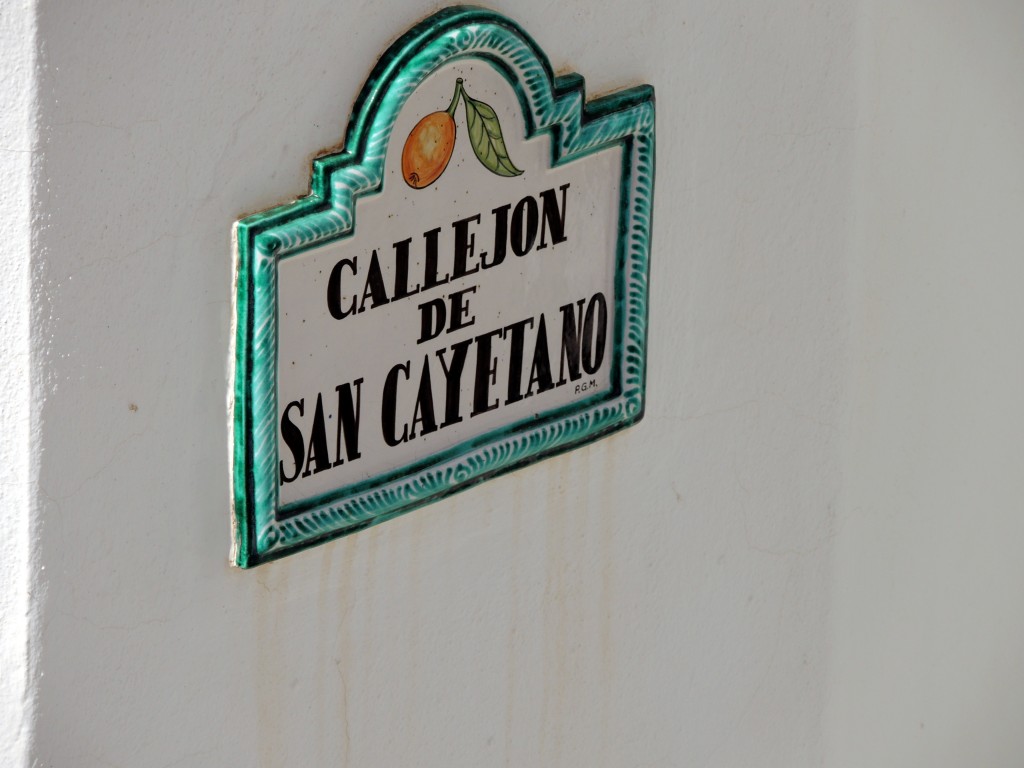 CALLEJON
DE
SAN CAYETANO
P.G.M.